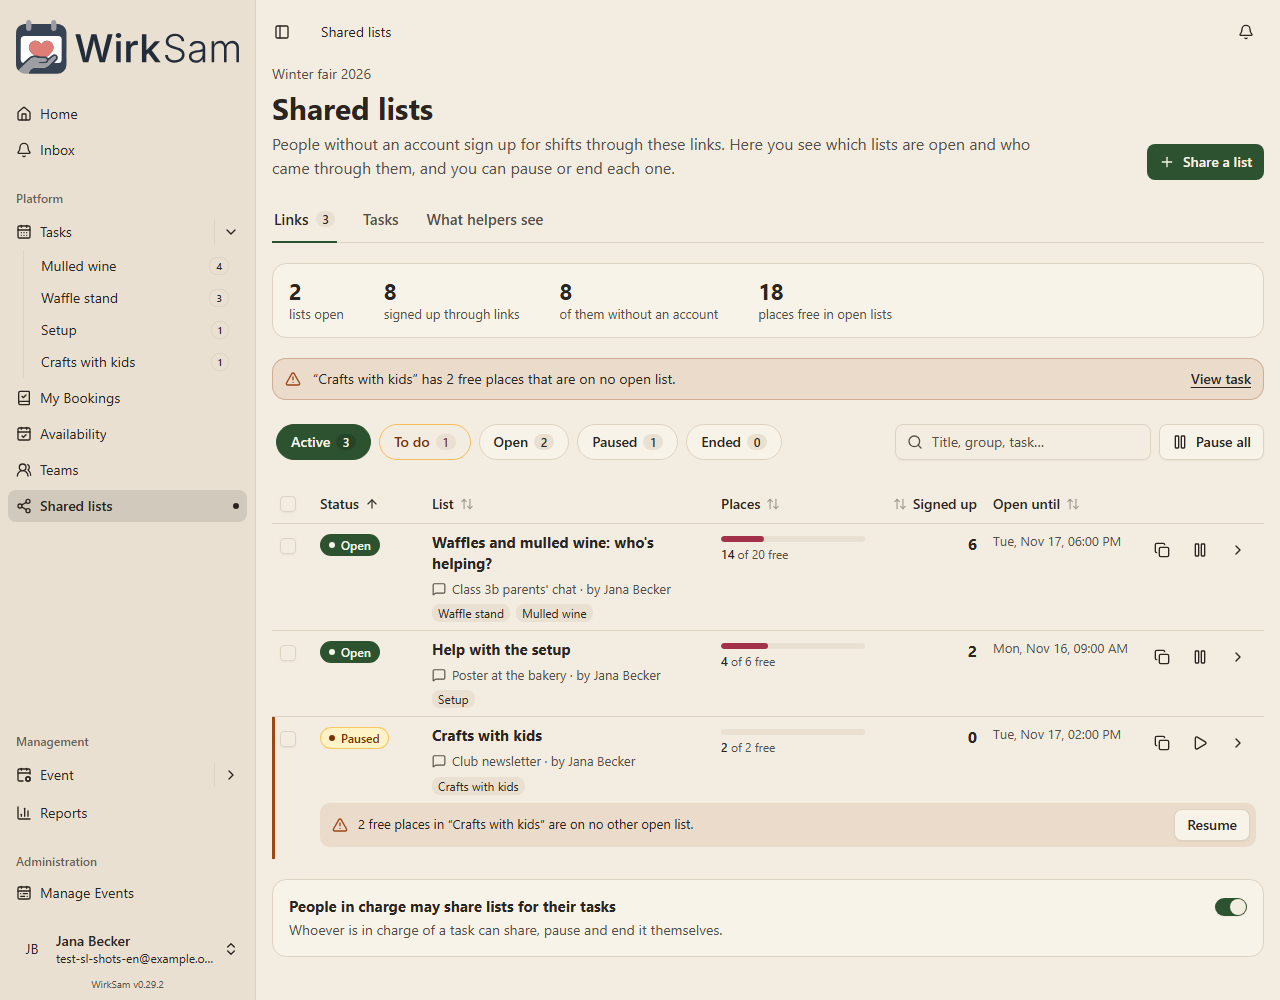 WirkSam
Home
Inbox
Platform
Tasks
Mulled wine 4
Waffle stand 3
Setup 1
Crafts with kids 1
My Bookings
Availability
Teams
Shared lists
Management
Event
Reports
Administration
Manage Events
JB
Jana Becker
test-sl-shots-en@example.o...
WirkSam v0.29.2
Shared lists
Winter fair 2026
Shared lists
People without an account sign up for shifts through these links. Here you see which lists are open and who
came through them, and you can pause or end each one.
Share a list
Links 3 Tasks What helpers see
2 8 8 18
lists open signed up through links of them without an account places free in open lists
“Crafts with kids” has 2 free places that are on no open list. View task
Active 3 To do 1 Open 2 Paused 1 Ended 0 Title, group, task... Pause all
Status List Places Signed up Open until
Open Waffles and mulled wine: who's 6 Tue, Nov 17, 06:00 PM
helping? 14 of 20 free
Class 3b parents' chat · by Jana Becker
Waffle stand Mulled wine
Open Help with the setup 2 Mon, Nov 16, 09:00 AM
4 of 6 free
Poster at the bakery · by Jana Becker
Setup
Paused Crafts with kids 0 Tue, Nov 17, 02:00 PM
2 of 2 free
Club newsletter · by Jana Becker
Crafts with kids
2 free places in “Crafts with kids” are on no other open list. Resume
People in charge may share lists for their tasks
Whoever is in charge of a task can share, pause and end it themselves.